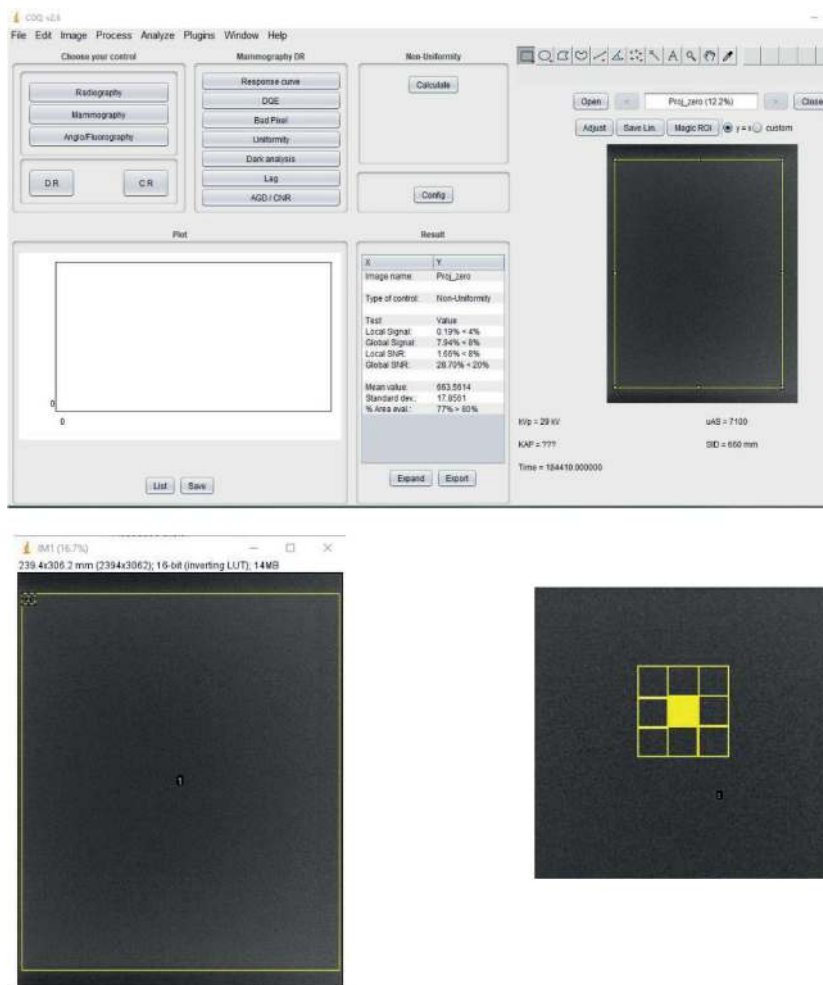 CDQ v2.6
File Edit Image Process Analyze Plugins Window Help
Choose your control
Radiography
Mammography
Angio/Fluorography
DR
CR
Mammography DR
Response curve
DQE
Bad Pixel
Uniformity
Dark analysis
Lag
AGD / CNR
Non-Uniformity
Calculate
Config
Open < Proj_zero (12.2%) > Close
Adjust Save Lin. Magic ROI y = x custom
Plot
0
0
List Save
Result
X Y
Image name: Proj_zero
Type of control: Non-Uniformity
Test Value
Local Signal: 0.19% < 4%
Global Signal: 7.94% < 8%
Local SNR: 1.66% < 8%
Global SNR: 28.70% < 20%
Mean value: 663.5614
Standard dev.: 17.8561
% Area eval.: 77% > 80%
Expand Export
kVp = 29 kV uAS = 7100
KAP = ??? SID = 660 mm
Time = 184410.000000
IM1 (16.7%)
239.4x306.2 mm (2394x3062); 16-bit (inverting LUT); 14MB
1